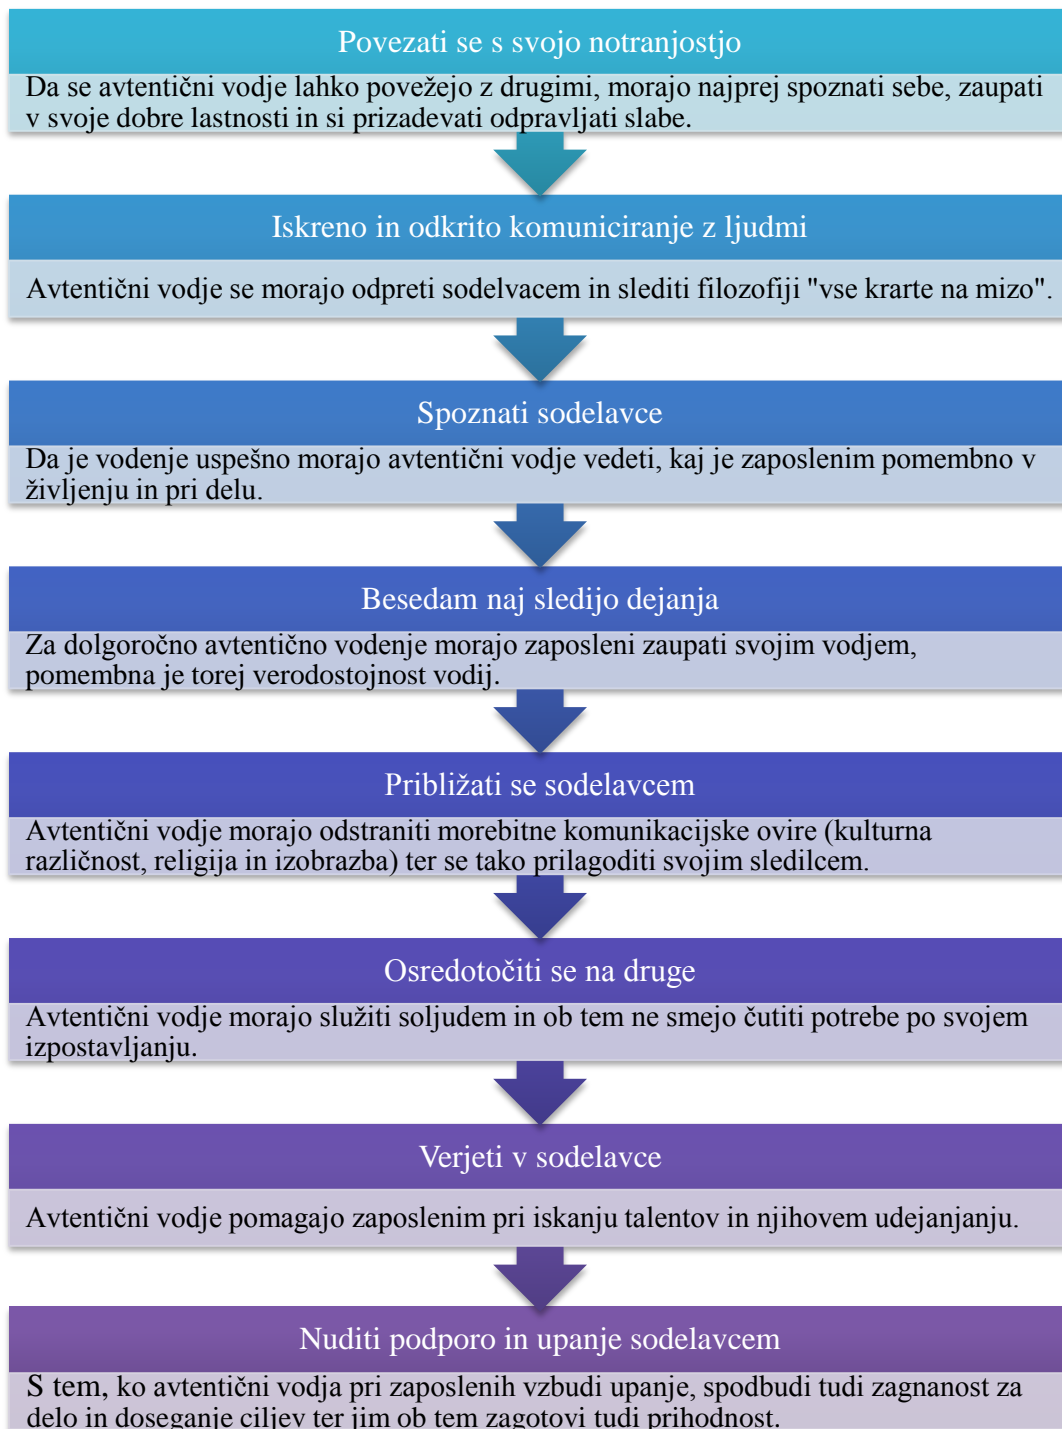 Povezati se s svojo notranjostjo
Da se avtentični vodje lahko povežejo z drugimi, morajo najprej spoznati sebe, zaupati
v svoje dobre lastnosti in si prizadevati odpravljati slabe.
Iskreno in odkrito komuniciranje z ljudmi
Avtentični vodje se morajo odpreti sodelvacem in slediti filozofiji "vse krarte na mizo".
Spoznati sodelavce
Da je vodenje uspešno morajo avtentični vodje vedeti, kaj je zaposlenim pomembno v
življenju in pri delu.
Besedam naj sledijo dejanja
Za dolgoročno avtentično vodenje morajo zaposleni zaupati svojim vodjem,
pomembna je torej verodostojnost vodij.
Približati se sodelavcem
Avtentični vodje morajo odstraniti morebitne komunikacijske ovire (kulturna
različnost, religija in izobrazba) ter se tako prilagoditi svojim sledilcem.
Osredotočiti se na druge
Avtentični vodje morajo služiti soljudem in ob tem ne smejo čutiti potrebe po svojem
izpostavljanju.
Verjeti v sodelavce
Avtentični vodje pomagajo zaposlenim pri iskanju talentov in njihovem udejanjanju.
Nuditi podporo in upanje sodelavcem
S tem, ko avtentični vodja pri zaposlenih vzbudi upanje, spodbudi tudi zagnanost za
delo in doseganje ciljev ter jim ob tem zagotovi tudi prihodnost.